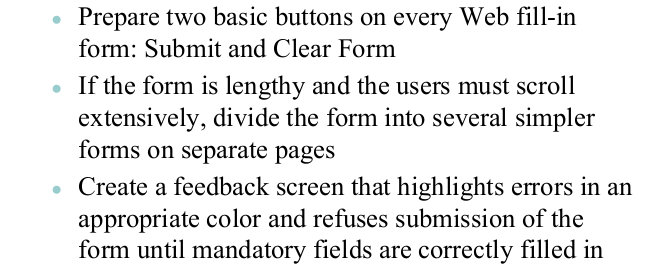 • Prepare two basic buttons on every Web fill-in
form: Submit and Clear Form
• If the form is lengthy and the users must scroll
extensively, divide the form into several simpler
forms on separate pages
• Create a feedback screen that highlights errors in an
appropriate color and refuses submission of the
form until mandatory fields are correctly filled in